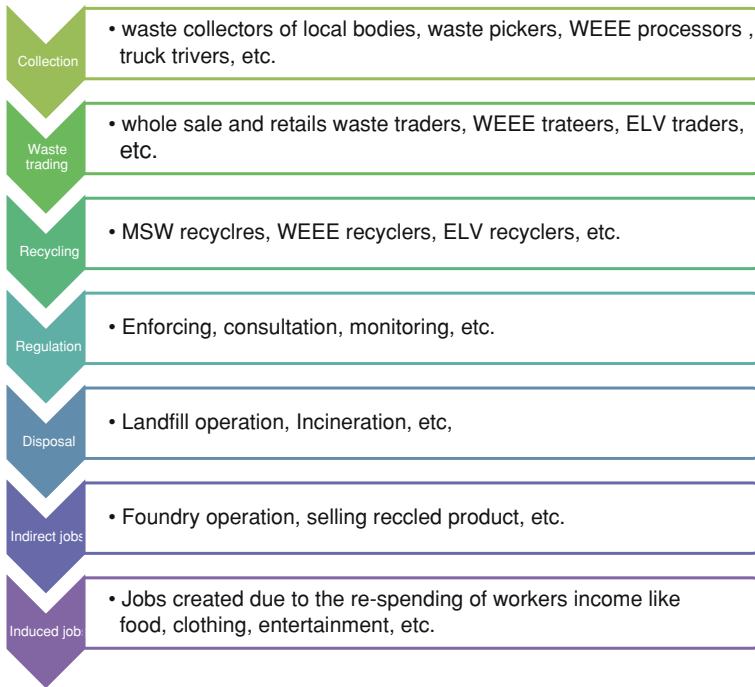 Collection
• waste collectors of local bodies, waste pickers, WEEE processors ,
truck trivers, etc.
Waste
trading
• whole sale and retails waste traders, WEEE trateers, ELV traders,
etc.
Recycling
• MSW recyclres, WEEE recyclers, ELV recyclers, etc.
Regulation
• Enforcing, consultation, monitoring, etc.
Disposal
• Landfill operation, Incineration, etc,
Indirect jobs
• Foundry operation, selling reccled product, etc.
Induced job
• Jobs created due to the re-spending of workers income like
food, clothing, entertainment, etc.